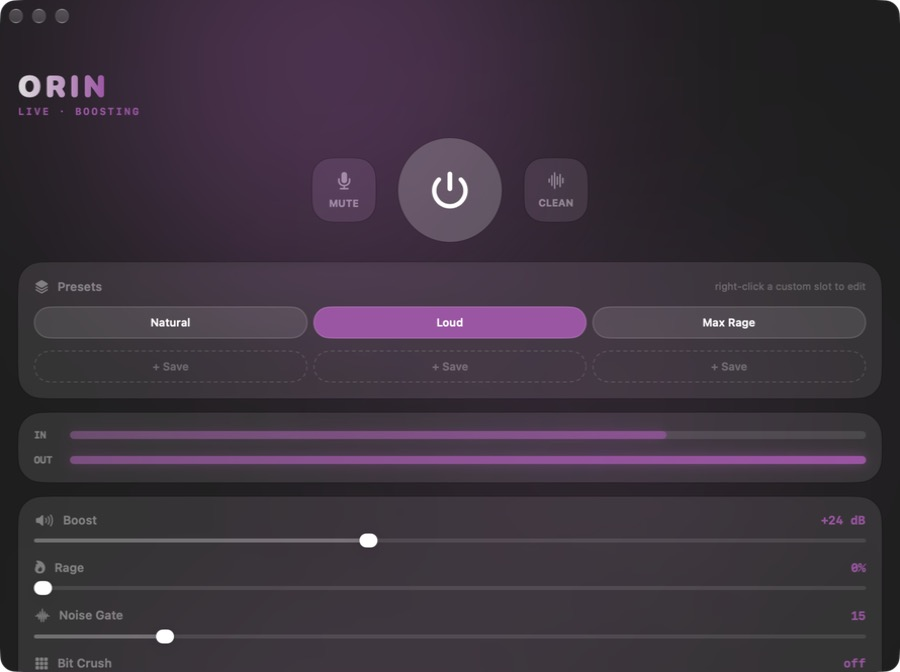 ORIN
LIVE · BOOSTING
MUTE
CLEAN
Presets
right-click a custom slot to edit
Natural
Loud
Max Rage
+ Save
+ Save
+ Save
IN
OUT
Boost
+24 dB
Rage
0%
Noise Gate
15
Bit Crush
off